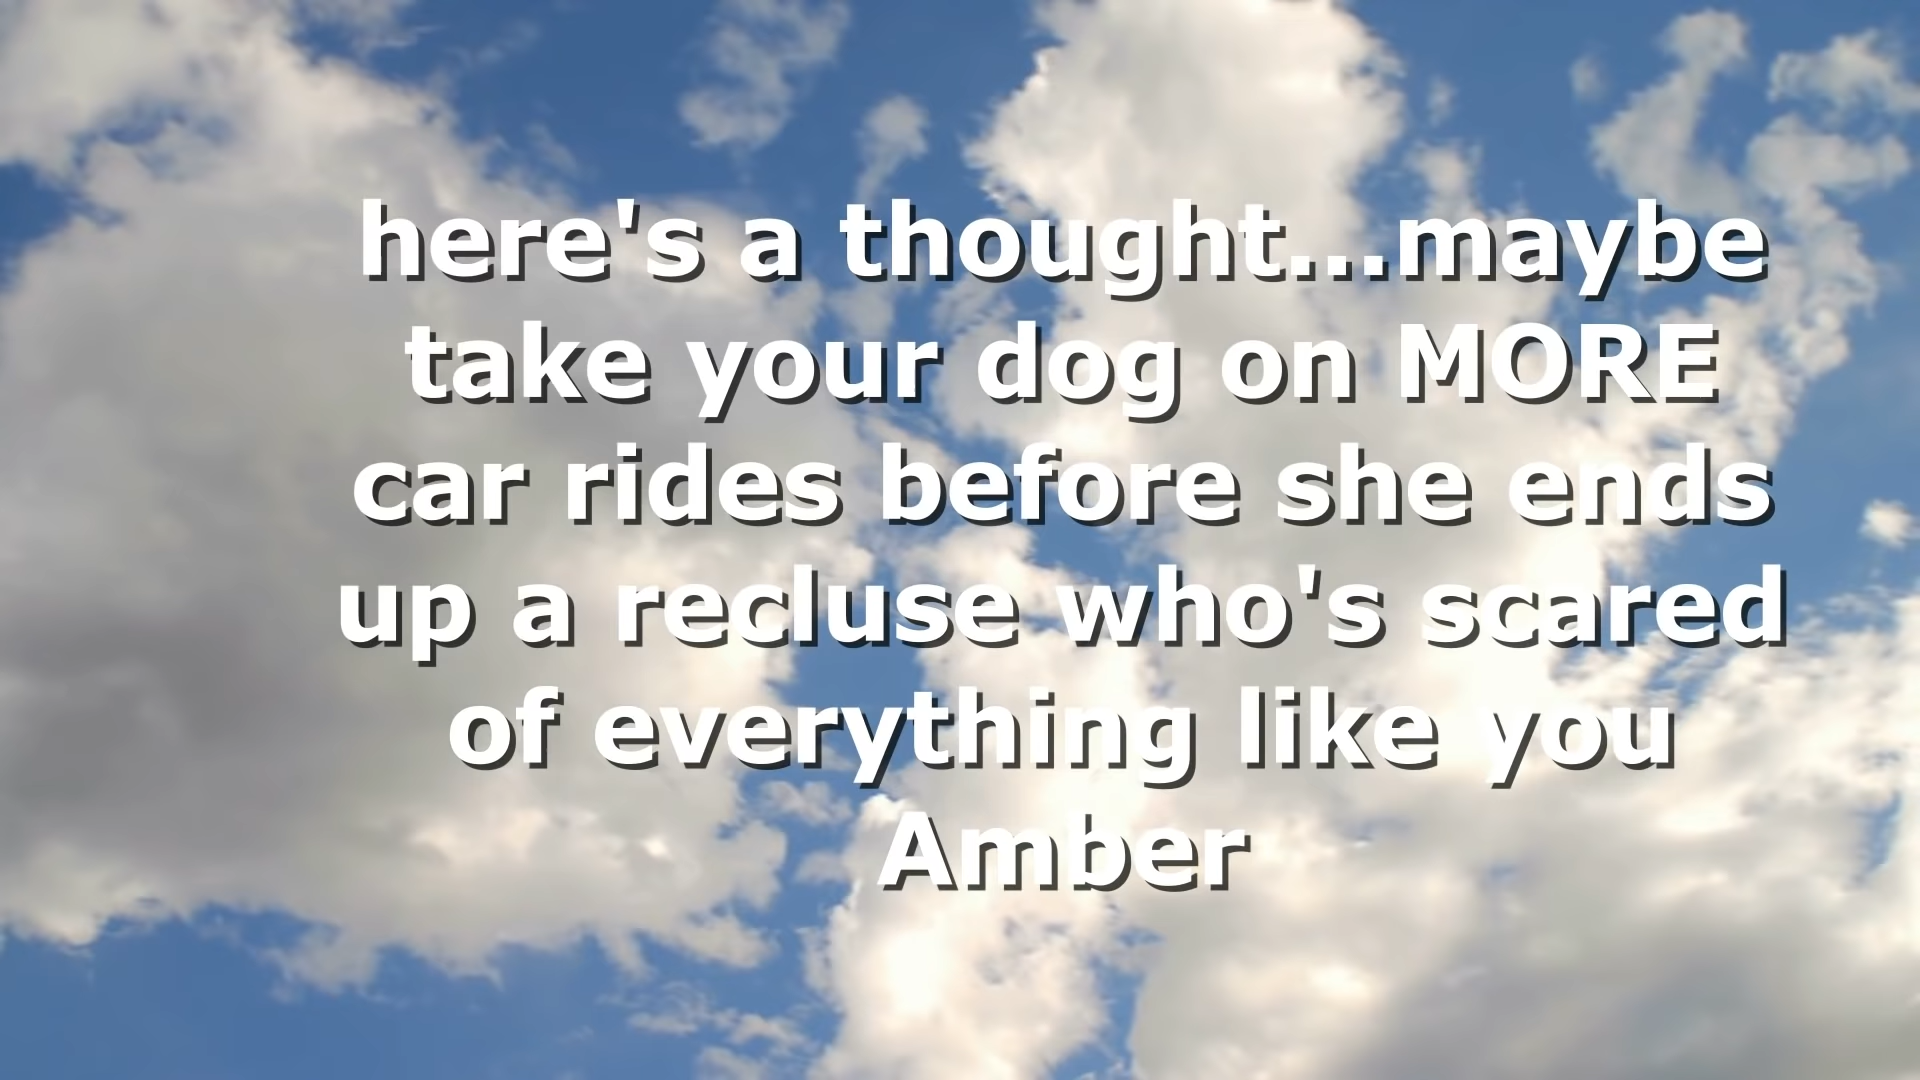 here's a thought...maybe
take your dog on MORE
car rides before she ends
up a recluse who's scared
of everything like you
Amber